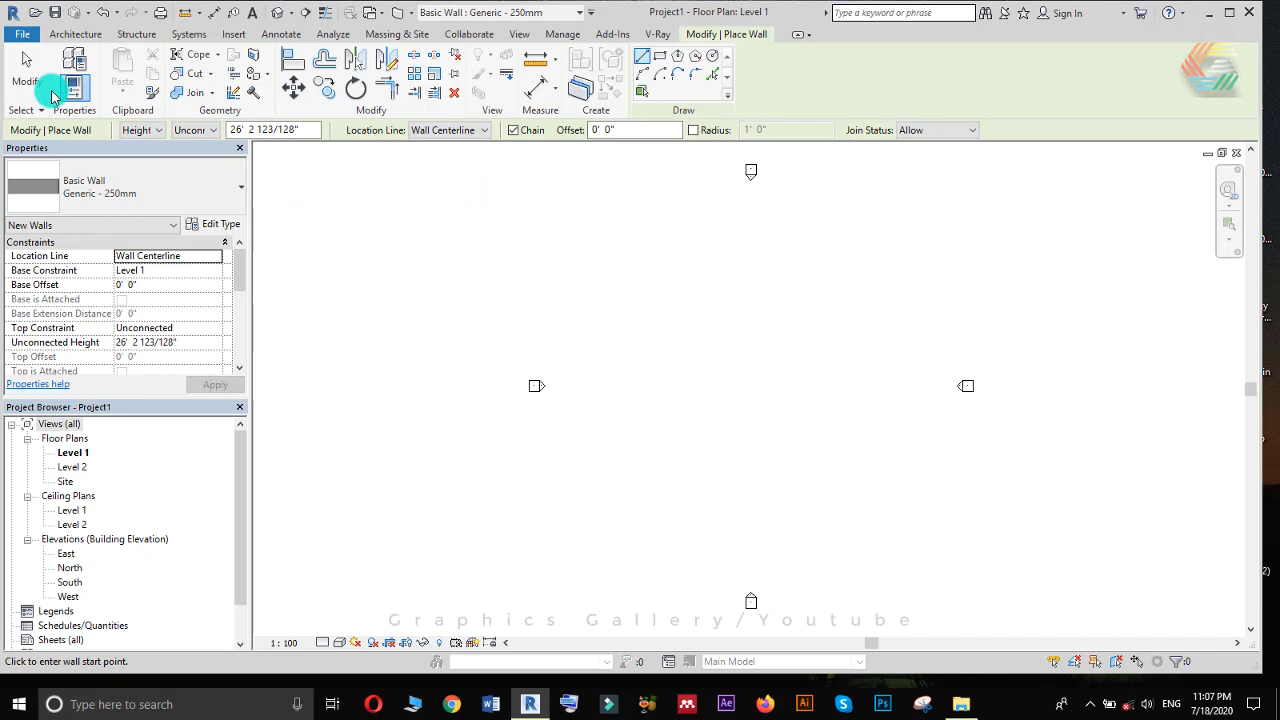 Basic Wall : Generic - 250mm
Project1 - Floor Plan: Level 1
Type a keyword or phrase
Sign In
File
Architecture
Structure
Systems
Insert
Annotate
Analyze
Massing & Site
Collaborate
View
Manage
Add-Ins
V-Ray
Modify | Place Wall
Modify
Paste
Cope
Cut
Join
Select
Properties
Clipboard
Geometry
Modify
View
Measure
Create
Draw
Modify | Place Wall
Height
Unconr
26' 2 123/128"
Location Line:
Wall Centerline
Chain
Offset:
0' 0"
Radius:
1' 0"
Join Status:
Allow
Properties
Basic Wall
Generic - 250mm
New Walls
Edit Type
Constraints
Location Line Wall Centerline
Base Constraint Level 1
Base Offset 0' 0"
Base is Attached
Base Extension Distance 0' 0"
Top Constraint Unconnected
Unconnected Height 26' 2 123/128"
Top Offset 0' 0"
Top is Attached
Properties help
Apply
Project Browser - Project1
Views (all)
Floor Plans
Level 1
Level 2
Site
Ceiling Plans
Level 1
Level 2
Elevations (Building Elevation)
East
North
South
West
Legends
Schedules/Quantities
Sheets (all)
Graphics Gallery/Youtube
1 : 100
Click to enter wall start point.
:0
Main Model
:0
Type here to search
ENG
11:07 PM
7/18/2020